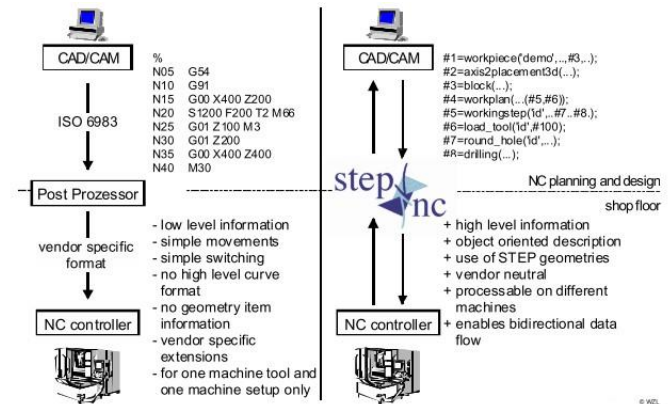 CAD/CAM
ISO 6983
%
N05 G54
N10 G91
N15 G00 X400 Z200
N20 S1200 F200 T2 M66
N25 G01 Z100 M3
N30 G01 Z200
N35 G00 X400 Z400
N40 M30
Post Prozessor
vendor specific
format
NC controller
- low level information
- simple movements
- simple switching
- no high level curve
format
- no geometry item
information
- vendor specific
extensions
- for one machine tool and
one machine setup only
CAD/CAM
#1=workpiece('demo',..,#3,..);
#2=axis2placement3d(...);
#3=block(...);
#4=workplan(...(#5,#6));
#5=workingstep('id',..#7..#8.);
#6=load_tool('id',#100);
#7=round_hole('id',...);
#8=drilling(...);
step
nc
NC planning and design
shop floor
+ high level information
+ object oriented description
+ use of STEP geometries
+ vendor neutral
+ processable on different
machines
+ enables bidirectional data
flow
NC controller
© WZL